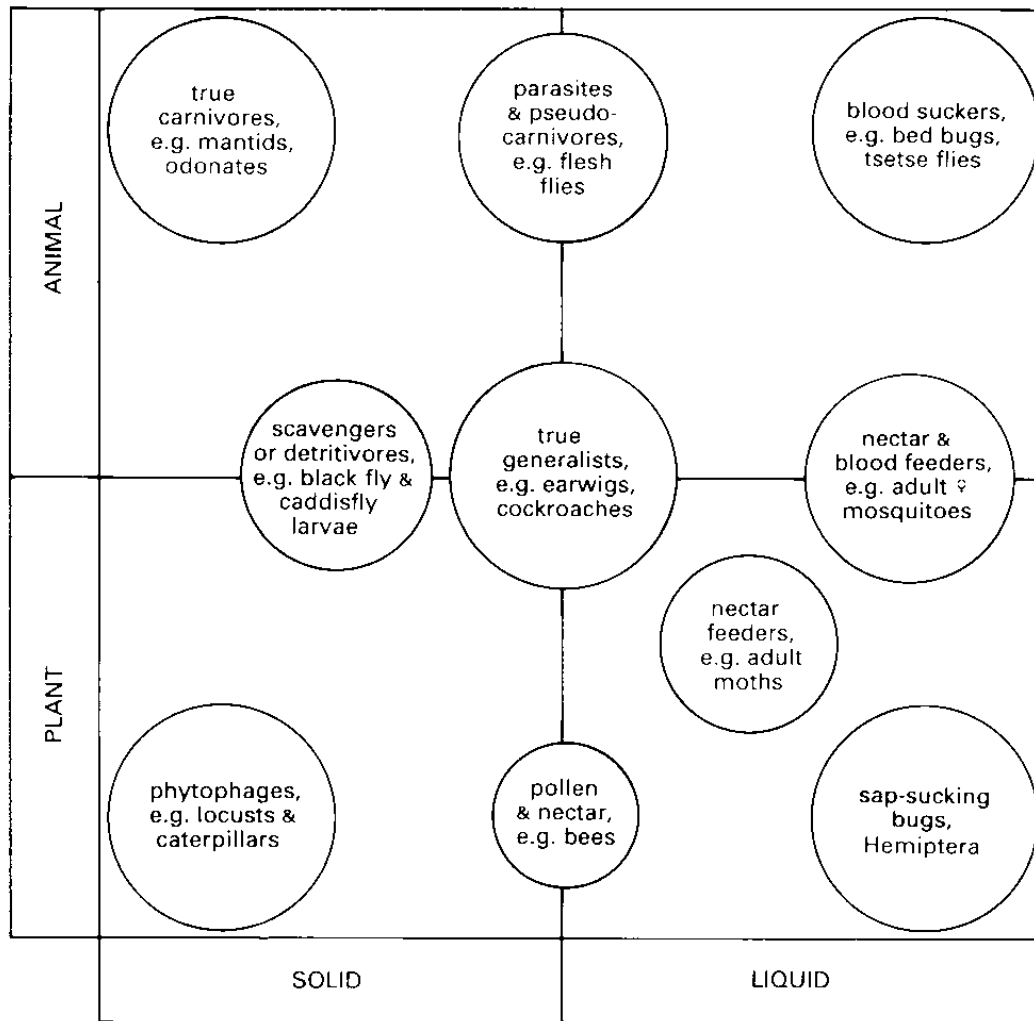 true
carnivores,
e.g. mantids,
odonates
parasites
& pseudo-
carnivores,
e.g. flesh
flies
blood suckers,
e.g. bed bugs,
tsetse flies
ANIMAL
scavengers
or detritivores,
e.g. black fly &
caddisfly
larvae
true
generalists,
e.g. earwigs,
cockroaches
nectar &
blood feeders,
e.g. adult ♀
mosquitoes
nectar
feeders,
e.g. adult
moths
PLANT
phytophages,
e.g. locusts &
caterpillars
pollen
& nectar,
e.g. bees
sap-sucking
bugs,
Hemiptera
SOLID
LIQUID